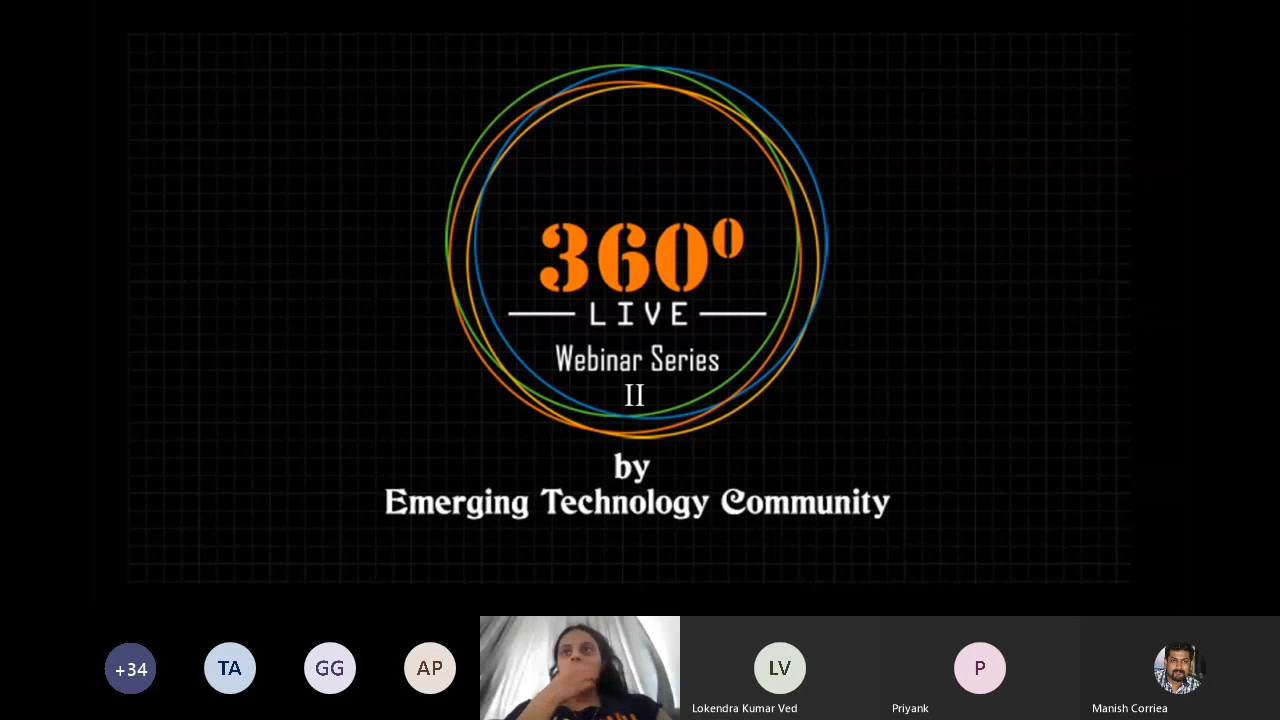 360⁰
LIVE
Webinar Series
II
by
Emerging Technology Community
+34
TA
GG
AP
LV
P
Lokendra Kumar Ved
Priyank
Manish Corriea